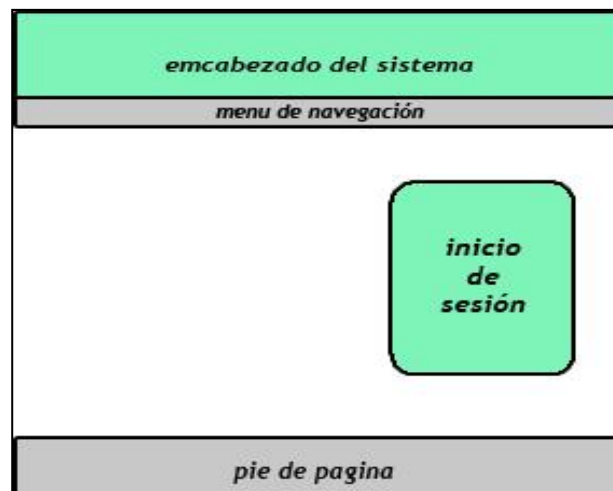 emcabezado del sistema
menu de navegación
inicio
de
sesión
pie de pagina